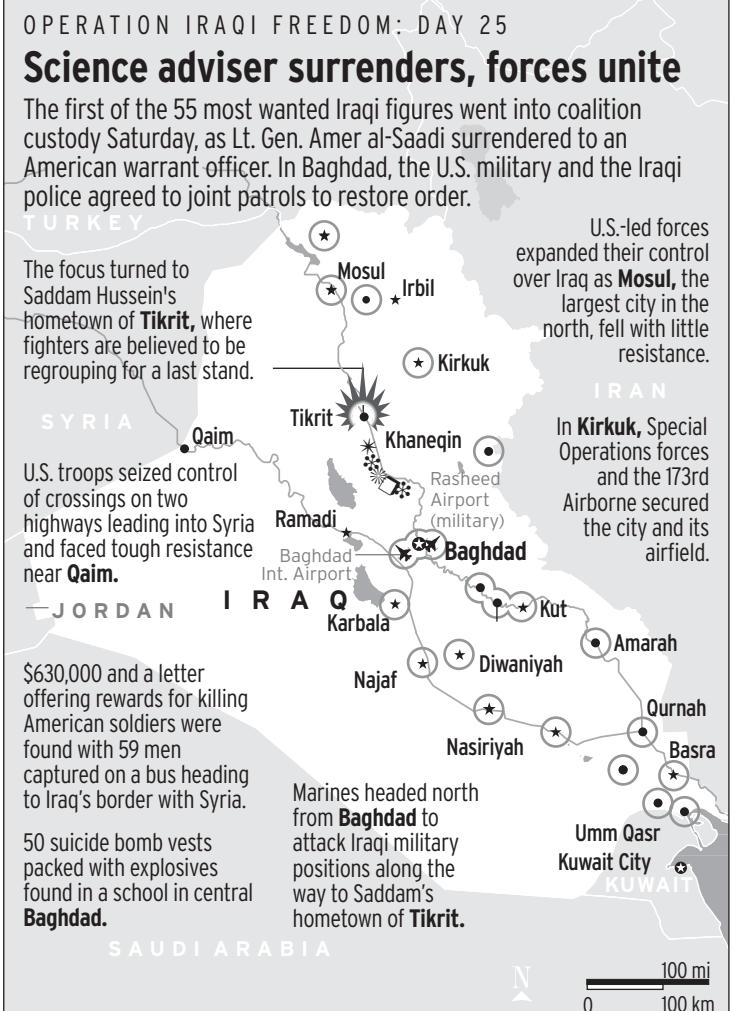 OPERATION IRAQI FREEDOM: DAY 25
Science adviser surrenders, forces unite
The first of the 55 most wanted Iraqi figures went into coalition
custody Saturday, as Lt. Gen. Amer al-Saadi surrendered to an
American warrant officer. In Baghdad, the U.S. military and the Iraqi
police agreed to joint patrols to restore order.
TURKEY
U.S.-led forces
expanded their control
over Iraq as Mosul, the
largest city in the
north, fell with little
resistance.
The focus turned to
Saddam Hussein's
hometown of Tikrit, where
fighters are believed to be
regrouping for a last stand.
Mosul
Irbil
Kirkuk
IRAN
SYRIA
Tikrit
Khaneqin
Qaim
In Kirkuk, Special
Operations forces
and the 173rd
Airborne secured
the city and its
airfield.
U.S. troops seized control
of crossings on two
highways leading into Syria
and faced tough resistance
near Qaim.
Rasheed
Airport
(military)
Ramadi
Baghdad
Baghdad
Int. Airport
IRAQ
JORDAN
Karbala
Kut
Amarah
Najaf
Diwaniyah
$630,000 and a letter
offering rewards for killing
American soldiers were
found with 59 men
captured on a bus heading
to Iraq's border with Syria.
Qurnah
Nasiriyah
Basra
Marines headed north
from Baghdad to
attack Iraqi military
positions along the
way to Saddam's
hometown of Tikrit.
50 suicide bomb vests
packed with explosives
found in a school in central
Baghdad.
Umm Qasr
Kuwait City
KUWAIT
SAUDI ARABIA
N
100 mi
0
100 km